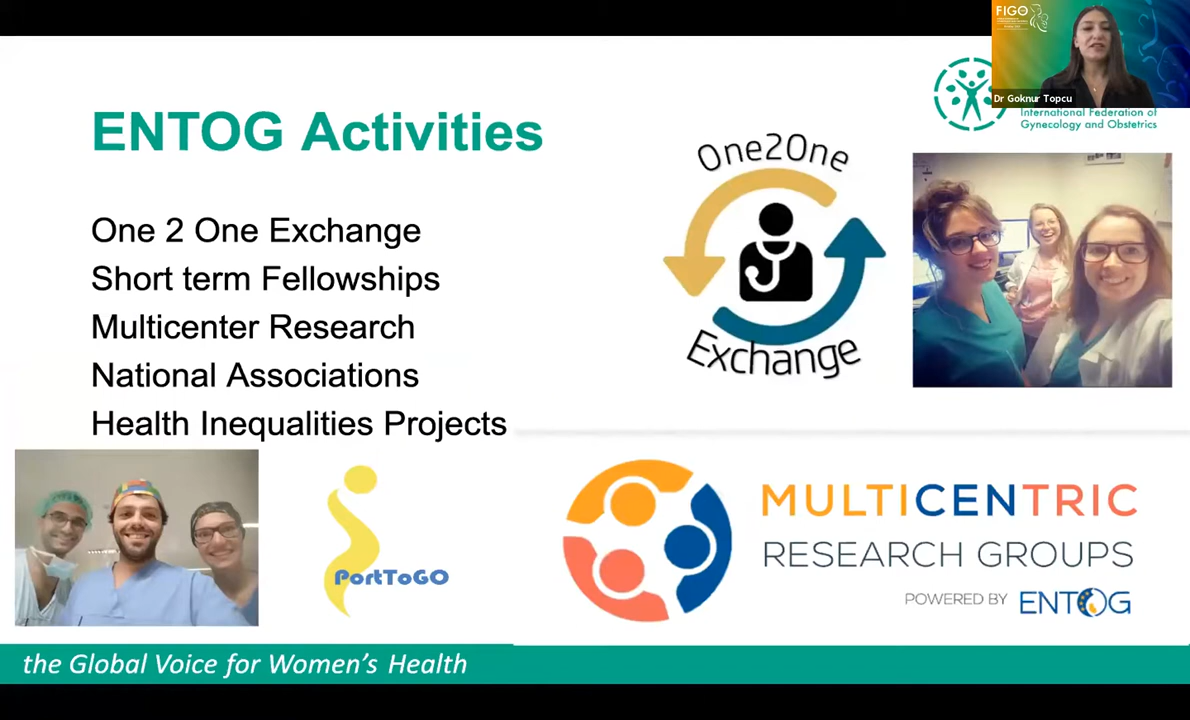 FIGO
Dr Goknur Topcu
International Federation of
Gynecology and Obstetrics
ENTOG Activities
One 2 One Exchange
Short term Fellowships
Multicenter Research
National Associations
Health Inequalities Projects
One2One
Exchange
PortToGO
MULTICENTRIC
RESEARCH GROUPS
POWERED BY ENTOG
the Global Voice for Women's Health